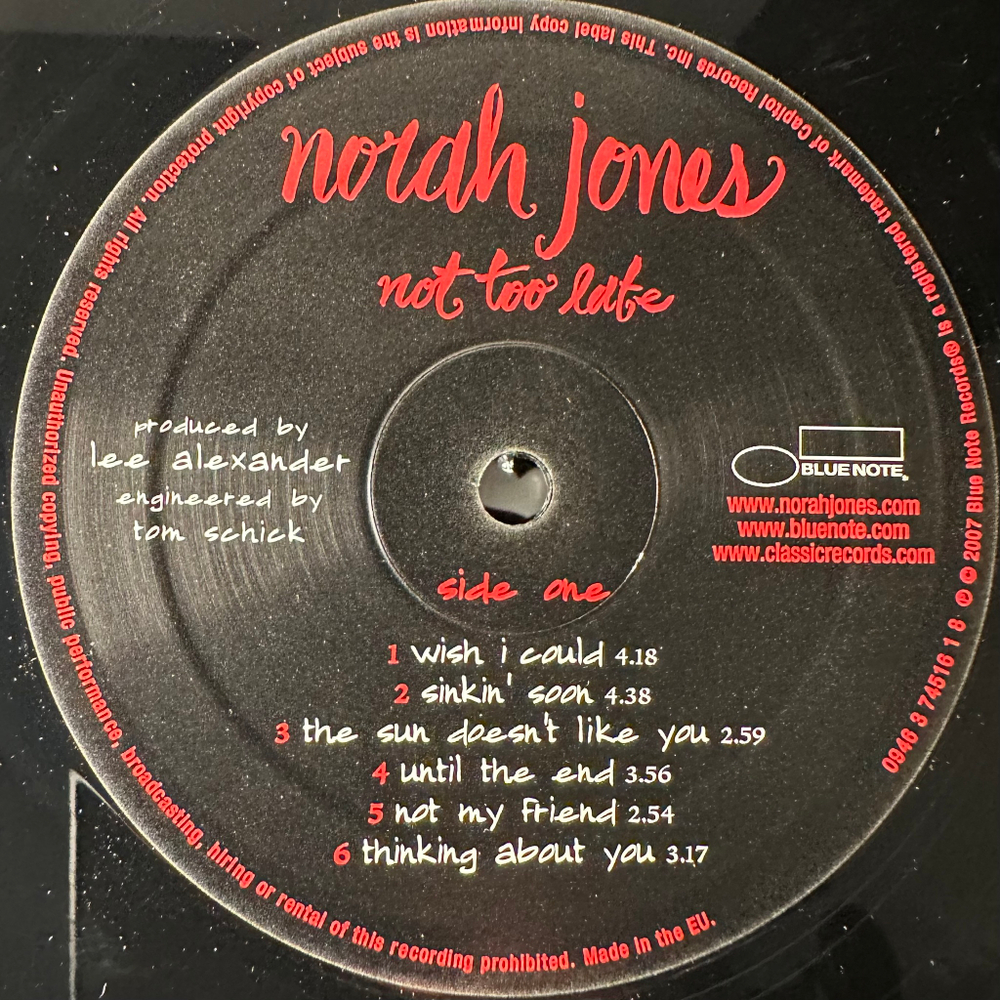 norah jones
not too late
produced by
lee alexander
engineered by
tom schick
BLUE NOTE®
www.norahjones.com
www.bluenote.com
www.classicrecords.com
side one
1 wish i could 4.18
2 sinkin' soon 4.38
3 the sun doesn't like you 2.59
4 until the end 3.56
5 not my friend 2.54
6 thinking about you 3.17
0946 3 74516 1 8 ℗ © 2007 Blue Note Records® is a registered trademark of Capitol Records Inc. This label copy information is the subject of copyright protection. All rights reserved. Unauthorized copying, public performance, broadcasting, hiring or rental of this recording prohibited. Made in the EU.